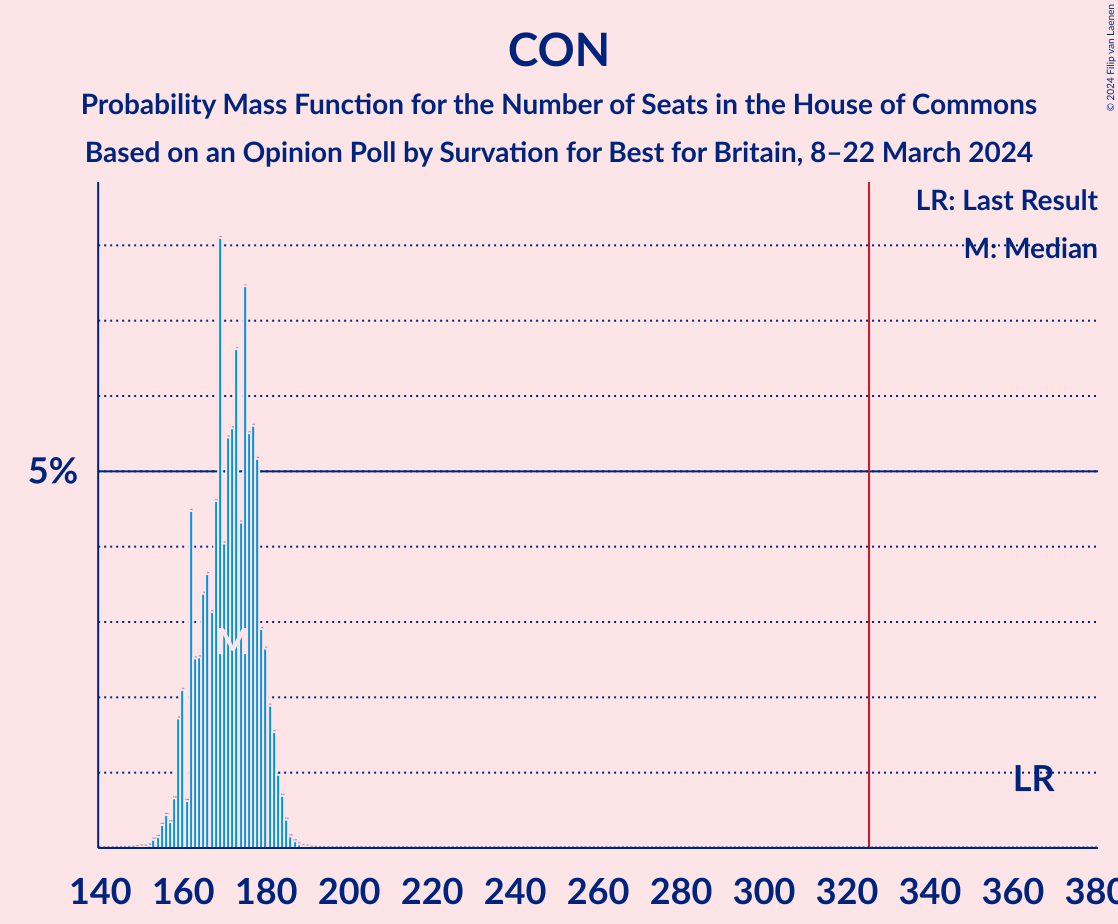 CON
Probability Mass Function for the Number of Seats in the House of Commons
Based on an Opinion Poll by Survation for Best for Britain, 8–22 March 2024
© 2024 Filip van Laenen
LR: Last Result
M: Median
5%
M
LR
140 160 180 200 220 240 260 280 300 320 340 360 380